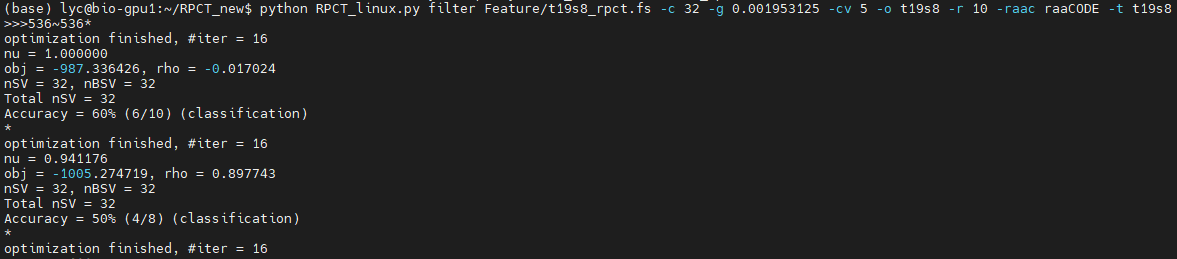 (base) lyc@bio-gpu1:~/RPCT_new$ python RPCT_linux.py filter Feature/t19s8_rpct.fs -c 32 -g 0.001953125 -cv 5 -o t19s8 -r 10 -raac raaCODE -t t19s8
>>>536~536*
optimization finished, #iter = 16
nu = 1.000000
obj = -987.336426, rho = -0.017024
nSV = 32, nBSV = 32
Total nSV = 32
Accuracy = 60% (6/10) (classification)
*
optimization finished, #iter = 16
nu = 0.941176
obj = -1005.274719, rho = 0.897743
nSV = 32, nBSV = 32
Total nSV = 32
Accuracy = 50% (4/8) (classification)
*
optimization finished, #iter = 16